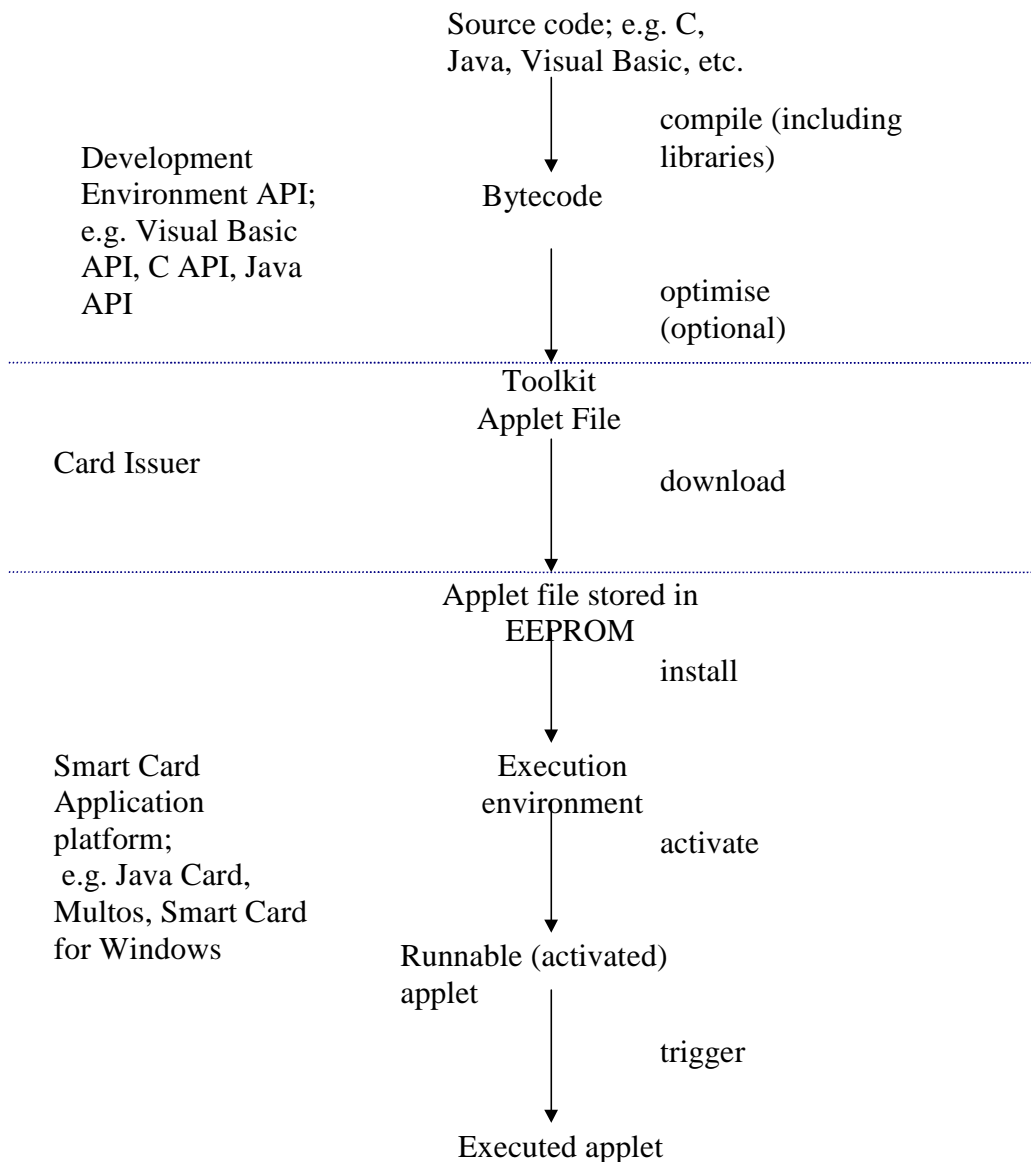 Source code; e.g. C,
Java, Visual Basic, etc.
compile (including
libraries)
Development
Environment API;
e.g. Visual Basic
API, C API, Java
API
Bytecode
optimise
(optional)
Toolkit
Applet File
Card Issuer
download
Applet file stored in
EEPROM
install
Smart Card
Application
platform;
e.g. Java Card,
Multos, Smart Card
for Windows
Execution
environment
activate
Runnable (activated)
applet
trigger
Executed applet